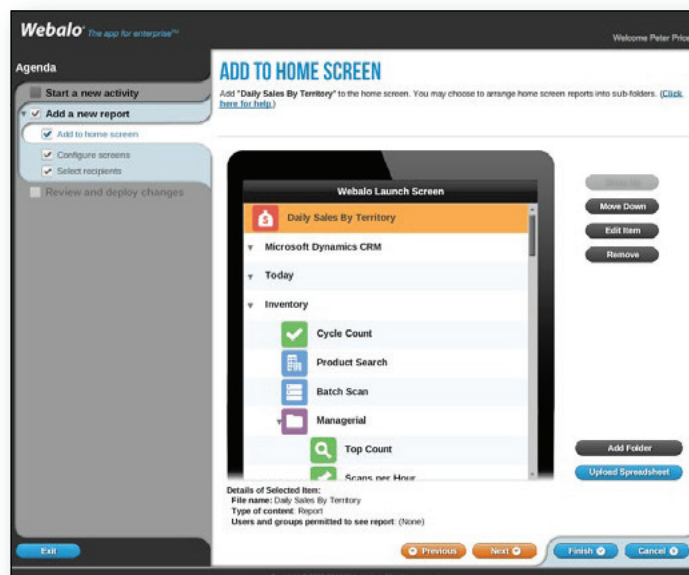 Webalo The app for enterprise™
Welcome Peter Price
Agenda
Start a new activity
Add a new report
Add to home screen
Configure screens
Select recipients
Review and deploy changes
ADD TO HOME SCREEN
Add "Daily Sales By Territory" to the home screen. You may choose to arrange home screen reports into sub-folders. (Click
here for help.)
Webalo Launch Screen
Daily Sales By Territory
Microsoft Dynamics CRM
Today
Inventory
Cycle Count
Product Search
Batch Scan
Managerial
Top Count
Scans per Hour
Move Up
Move Down
Edit Item
Remove
Add Folder
Upload Spreadsheet
Details of Selected Item:
File name: Daily Sales By Territory
Type of content: Report
Users and groups permitted to see report: (None)
Exit
Previous
Next
Finish
Cancel